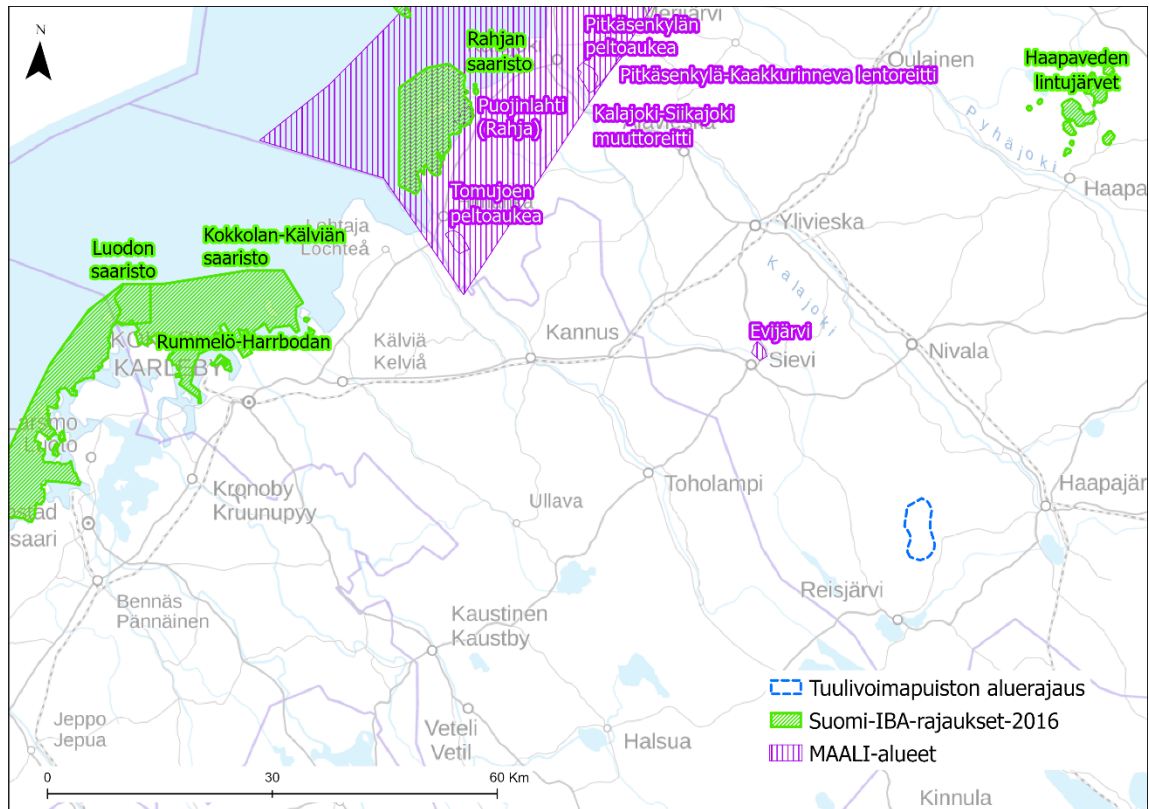 N
Merijärvi
Pitkäsenkylän
peltoaukea
Rahjan
saaristo
Oulainen
Haapaveden
lintujärvet
Pitkäsenkylä-Kaakkurinneva lentoreitti
Puojinlahti
(Rahja)
Kalajoki-Siikajoki
muuttoreitti
Pyhäjoki
Haapa
Tomujoen
peltoaukea
Ylivieska
Kokkolan-Kälviän
saaristo
Luodon
saaristo
Lohtaja
Lochteå
Kalajoki
Evijärvi
Kannus
Sievi
Nivala
Rummelö-Harrbodan
KARLEBY
Kälviä
Kelviå
Luoto
Kronoby
Kruunupyy
Ullava
Toholampi
Haapajär
saari
Bennäs
Pännäinen
Reisjärvi
Kaustinen
Kaustby
Tuulivoimapuiston aluerajaus
Suomi-IBA-rajaukset-2016
MAALI-alueet
Jeppo
Jepua
Veteli
Vetil
Halsua
Kinnula
0
30
60 Km